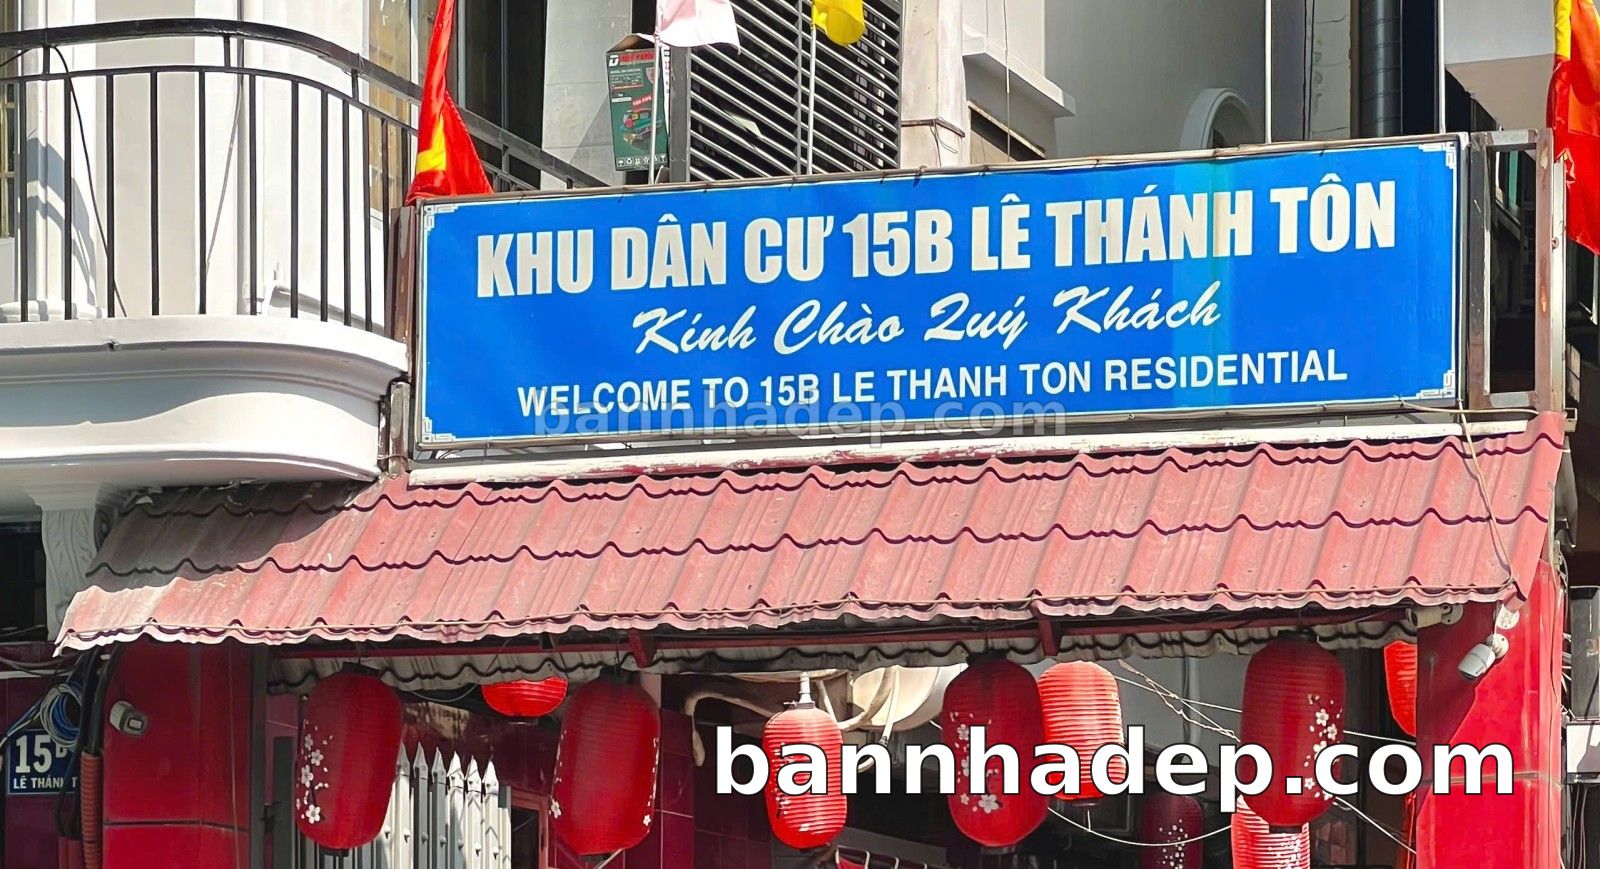 KHU DÂN CƯ 15B LÊ THÁNH TÔN
Kính Chào Quý Khách
WELCOME TO 15B LE THANH TON RESIDENTIAL
bannhadep.com
bannhadep.com
15B
LÊ THÁNH T